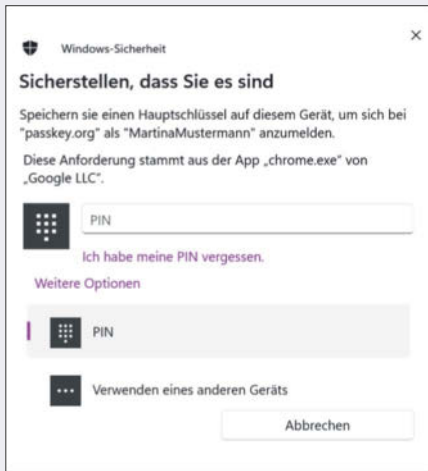 Windows-Sicherheit
Sicherstellen, dass Sie es sind
Speichern sie einen Hauptschlüssel auf diesem Gerät, um sich bei
"passkey.org" als "MartinaMustermann" anzumelden.
Diese Anforderung stammt aus der App „chrome.exe" von
„Google LLC".
PIN
Ich habe meine PIN vergessen.
Weitere Optionen
PIN
Verwenden eines anderen Geräts
Abbrechen